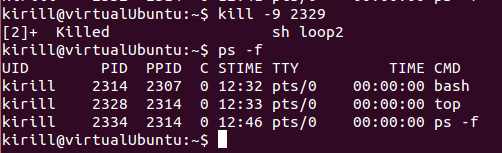 kirill@virtualUbuntu:~$ kill -9 2329
[2]+  Killed                  sh loop2
kirill@virtualUbuntu:~$ ps -f
UID        PID  PPID  C STIME TTY          TIME CMD
kirill    2314  2307  0 12:32 pts/0    00:00:00 bash
kirill    2328  2314  0 12:33 pts/0    00:00:00 top
kirill    2334  2314  0 12:46 pts/0    00:00:00 ps -f
kirill@virtualUbuntu:~$